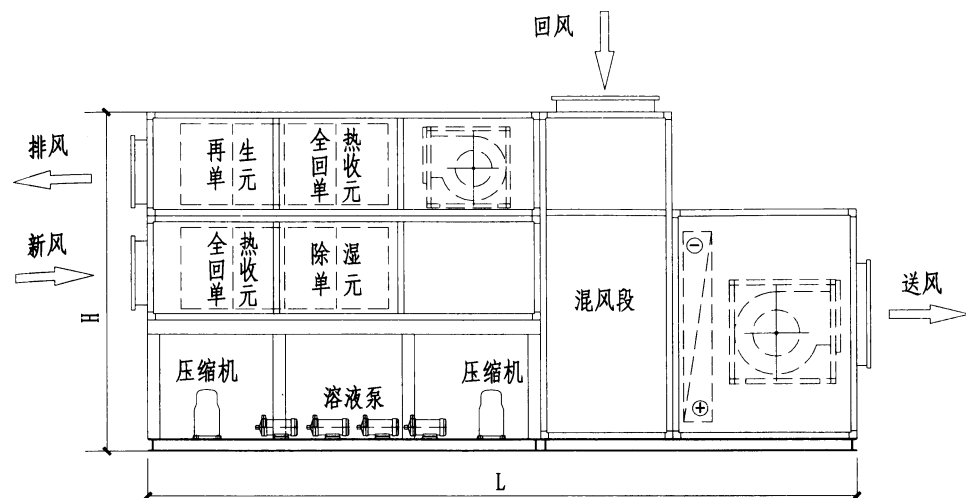 回风
排风
再生
单元
全热
回收
单元
新风
全热
回收
单元
除湿
单元
混风段
送风
H
压缩机
溶液泵
压缩机
L